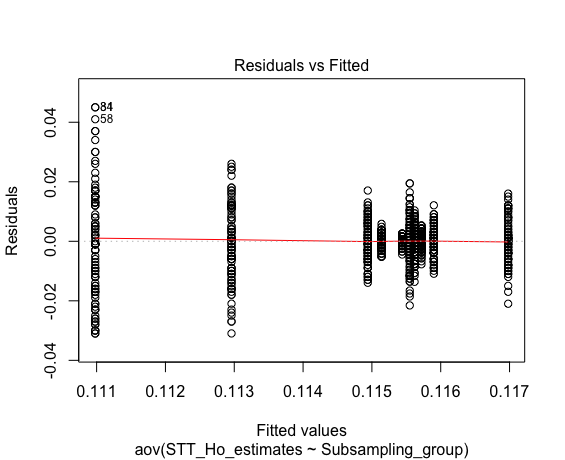 Residuals vs Fitted
Residuals
0.04
0.02
0.00
-0.02
-0.04
84
58
0.111 0.112 0.113 0.114 0.115 0.116 0.117
Fitted values
aov(STT_Ho_estimates ~ Subsampling_group)